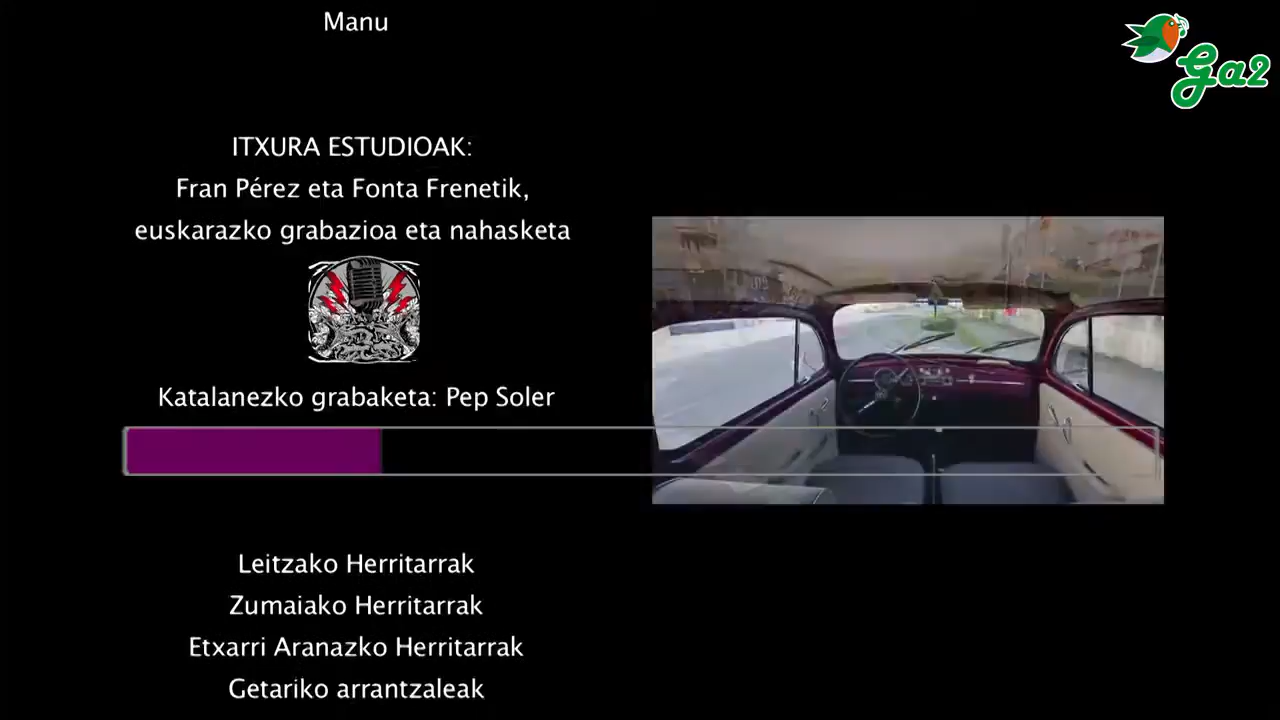 Manu
Ga2
ITXURA ESTUDIOAK:
Fran Pérez eta Fonta Frenetik,
euskarazko grabazioa eta nahasketa
Katalanezko grabaketa: Pep Soler
Leitzako Herritarrak
Zumaiako Herritarrak
Etxarri Aranazko Herritarrak
Getariko arrantzaleak